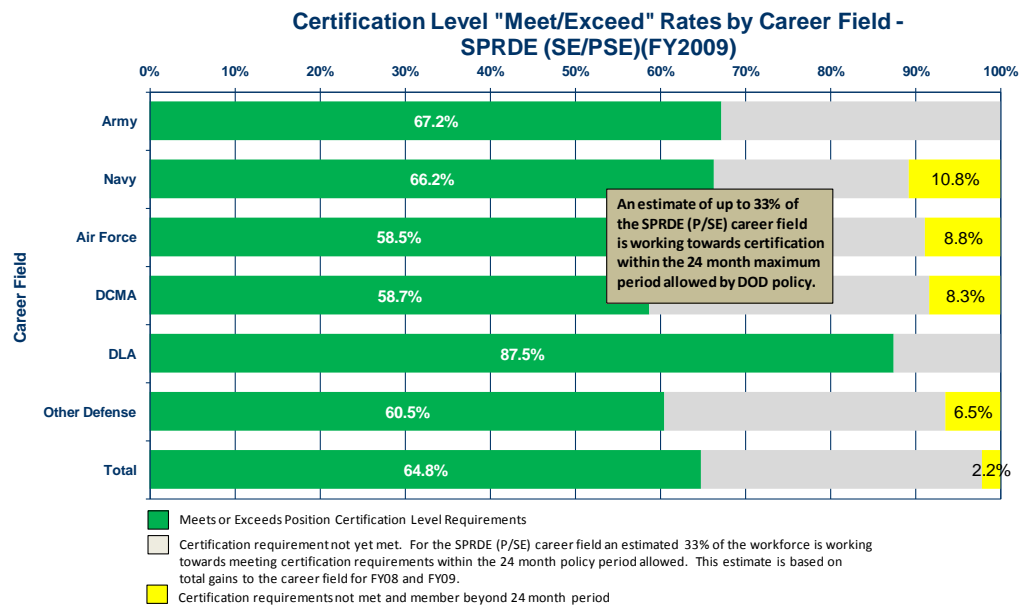 Certification Level "Meet/Exceed" Rates by Career Field -
SPRDE (SE/PSE)(FY2009)
0% 10% 20% 30% 40% 50% 60% 70% 80% 90% 100%
Career Field
Army 67.2%
Navy 66.2% 10.8%
Air Force 58.5% 8.8%
DCMA 58.7% 8.3%
DLA 87.5%
Other Defense 60.5% 6.5%
Total 64.8% 2.2%
An estimate of up to 33% of
the SPRDE (P/SE) career field
is working towards certification
within the 24 month maximum
period allowed by DOD policy.
Meets or Exceeds Position Certification Level Requirements
Certification requirement not yet met. For the SPRDE (P/SE) career field an estimated 33% of the workforce is working
towards meeting certification requirements within the 24 month policy period allowed. This estimate is based on
total gains to the career field for FY08 and FY09.
Certification requirements not met and member beyond 24 month period